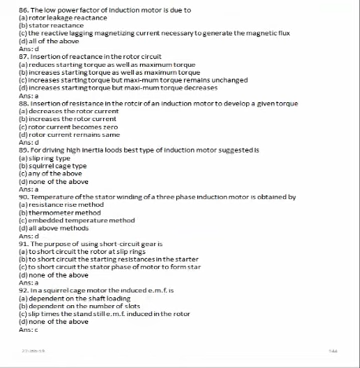 86. The low power factor of induction motor is due to
(a) rotor leakage reactance
(b) stator reactance
(c) the reactive lagging magnetizing current necessary to generate the magnetic flux
(d) all of the above
Ans: d
87. Insertion of reactance in the rotor circuit
(a) reduces starting torque as well as maximum torque
(b) increases starting torque as well as maximum torque
(c) increases starting torque but maxi-mum torque remains unchanged
(d) increases starting torque but maxi-mum torque decreases
Ans: a
88. Insertion of resistance in the rotcir of an induction motor to develop a given torque
(a) decreases the rotor current
(b) increases the rotor current
(c) rotor current becomes zero
(d) rotor current remains same
Ans: d
89. For driving high inertia loods best type of induction motor suggested is
(a) slip ring type
(b) squirrel cage type
(c) any of the above
(d) none of the above
Ans: a
90. Temperature of the stator winding of a three phase induction motor is obtained by
(a) resistance rise method
(b) thermometer method
(c) embedded temperature method
(d) all above methods
Ans: d
91. The purpose of using short-circuit gear is
(a) to short circuit the rotor at slip rings
(b) to short circuit the starting resistances in the starter
(c) to short circuit the stator phase of motor to form star
(d) none of the above
Ans: a
92. In a squirrel cage motor the induced e.m.f. is
(a) dependent on the shaft loading
(b) dependent on the number of slots
(c) slip times the stand still e.m.f. induced in the rotor
(d) none of the above
Ans: c